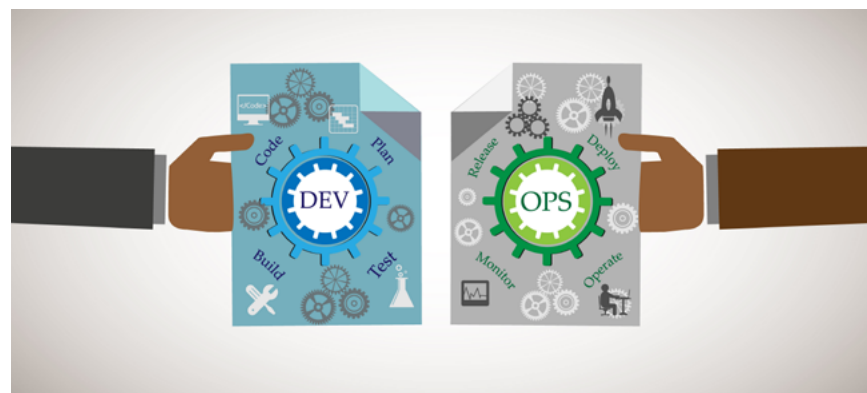 </Code>
Code
Plan
DEV
Build
Test
Release
Deploy
OPS
Monitor
Operate